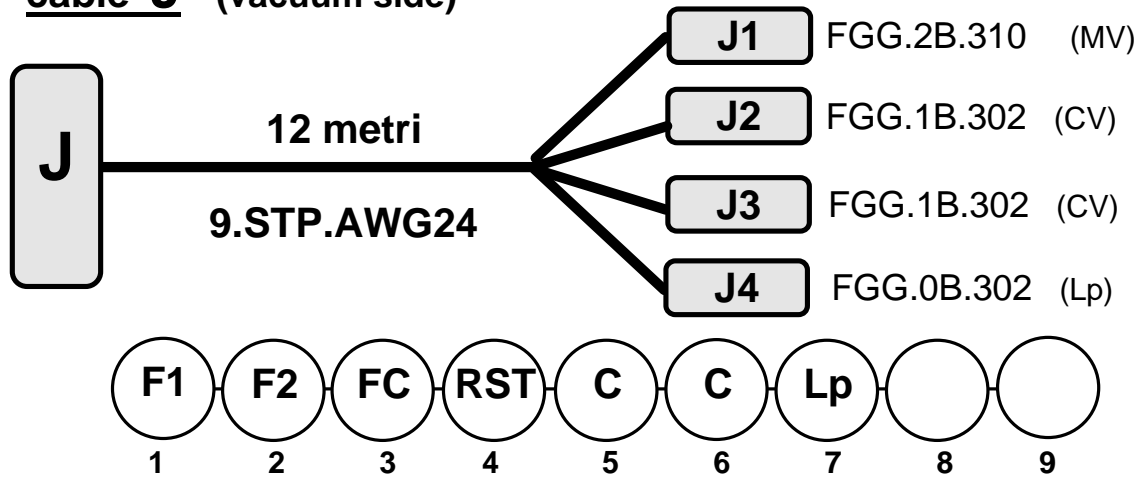 cable J (vacuum side)
J1 FGG.2B.310 (MV)
12 metri
J2 FGG.1B.302 (CV)
J
J3 FGG.1B.302 (CV)
9.STP.AWG24
J4 FGG.0B.302 (Lp)
F1 F2 FC RST C C Lp
1 2 3 4 5 6 7 8 9